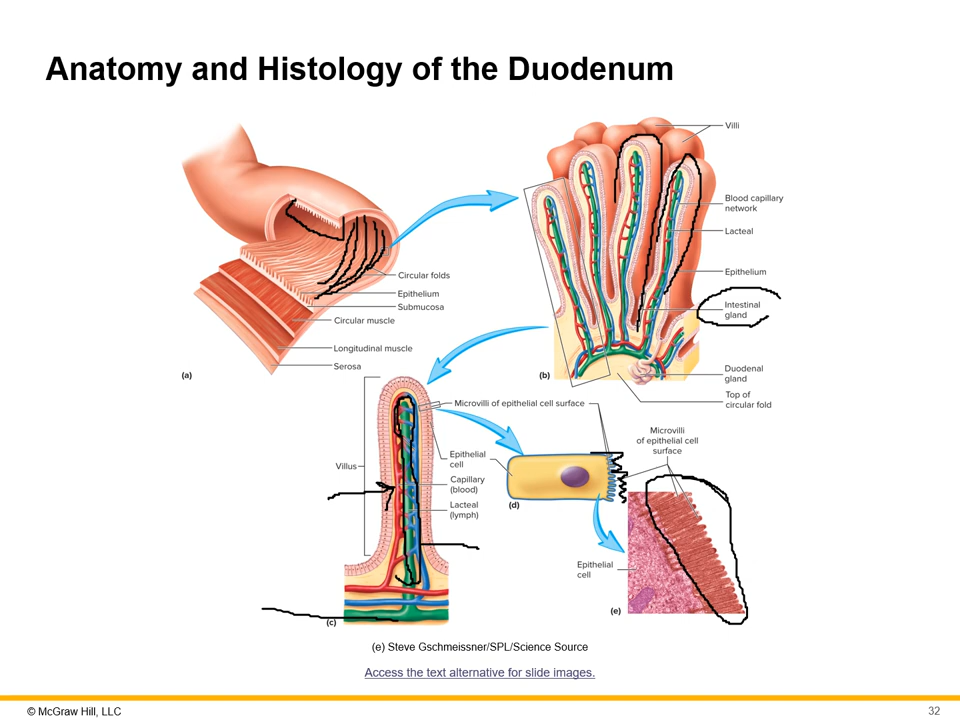 Anatomy and Histology of the Duodenum
Circular folds
Epithelium
Submucosa
Circular muscle
Longitudinal muscle
Serosa
(a)
Villi
Blood capillary
network
Lacteal
Epithelium
Intestinal
gland
Duodenal
gland
Top of
circular fold
(b)
Microvilli of epithelial cell surface
Villus
Epithelial
cell
Capillary
(blood)
Lacteal
(lymph)
(c)
(d)
Microvilli
of epithelial cell
surface
Epithelial
cell
(e)
(e) Steve Gschmeissner/SPL/Science Source
Access the text alternative for slide images.
© McGraw Hill, LLC
32